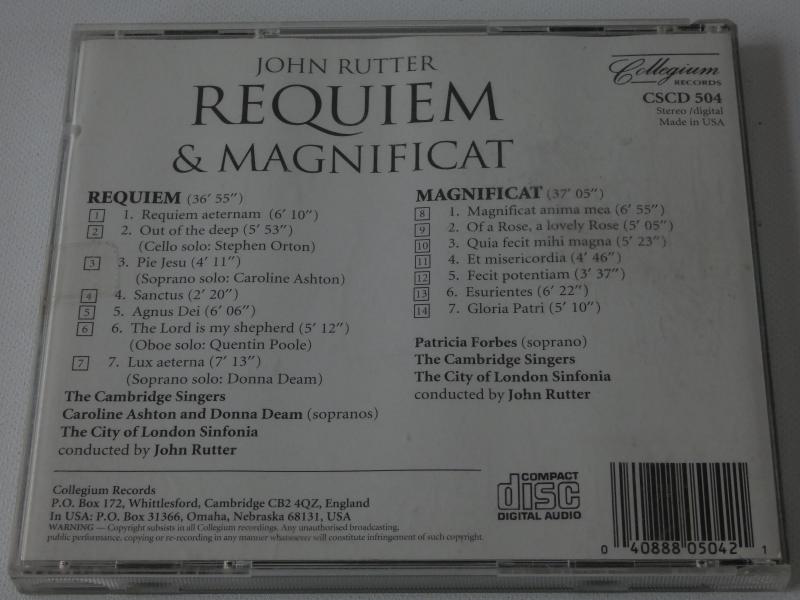 JOHN RUTTER
REQUIEM
& MAGNIFICAT
Collegium
RECORDS
CSCD 504
Stereo/digital
Made in USA
REQUIEM (36′ 55″)
1 1. Requiem aeternam (6′ 10″)
2 2. Out of the deep (5′ 53″)
(Cello solo: Stephen Orton)
3 3. Pie Jesu (4′ 11″)
(Soprano solo: Caroline Ashton)
4 4. Sanctus (2′ 20″)
5 5. Agnus Dei (6′ 06″)
6 6. The Lord is my shepherd (5′ 12″)
(Oboe solo: Quentin Poole)
7 7. Lux aeterna (7′ 13″)
(Soprano solo: Donna Deam)
The Cambridge Singers
Caroline Ashton and Donna Deam (sopranos)
The City of London Sinfonia
conducted by John Rutter
MAGNIFICAT (37′ 05″)
8 1. Magnificat anima mea (6′ 55″)
9 2. Of a Rose, a lovely Rose (5′ 05″)
10 3. Quia fecit mihi magna (5′ 23″)
11 4. Et misericordia (4′ 46″)
12 5. Fecit potentiam (3′ 37″)
13 6. Esurientes (6′ 22″)
14 7. Gloria Patri (5′ 10″)
Patricia Forbes (soprano)
The Cambridge Singers
The City of London Sinfonia
conducted by John Rutter
Collegium Records
P.O. Box 172, Whittlesford, Cambridge CB2 4QZ, England
In USA: P.O. Box 31366, Omaha, Nebraska 68131, USA
WARNING — Copyright subsists in all Collegium recordings. Any unauthorised broadcasting,
public performance, copying or re-recording in any manner whatsoever will constitute infringement of such copyright.
COMPACT
disc
DIGITAL AUDIO
0 40888 05042 1